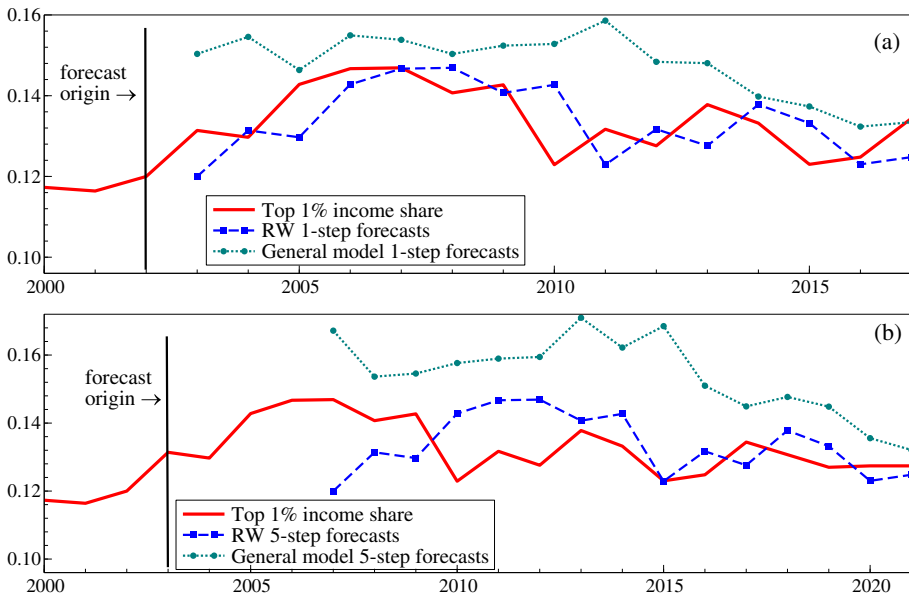 0.16
(a)
forecast
origin →
0.14
0.12
Top 1% income share
RW 1-step forecasts
General model 1-step forecasts
0.10
2000 2005 2010 2015
(b)
0.16
forecast
origin →
0.14
0.12
Top 1% income share
RW 5-step forecasts
General model 5-step forecasts
0.10
2000 2005 2010 2015 2020